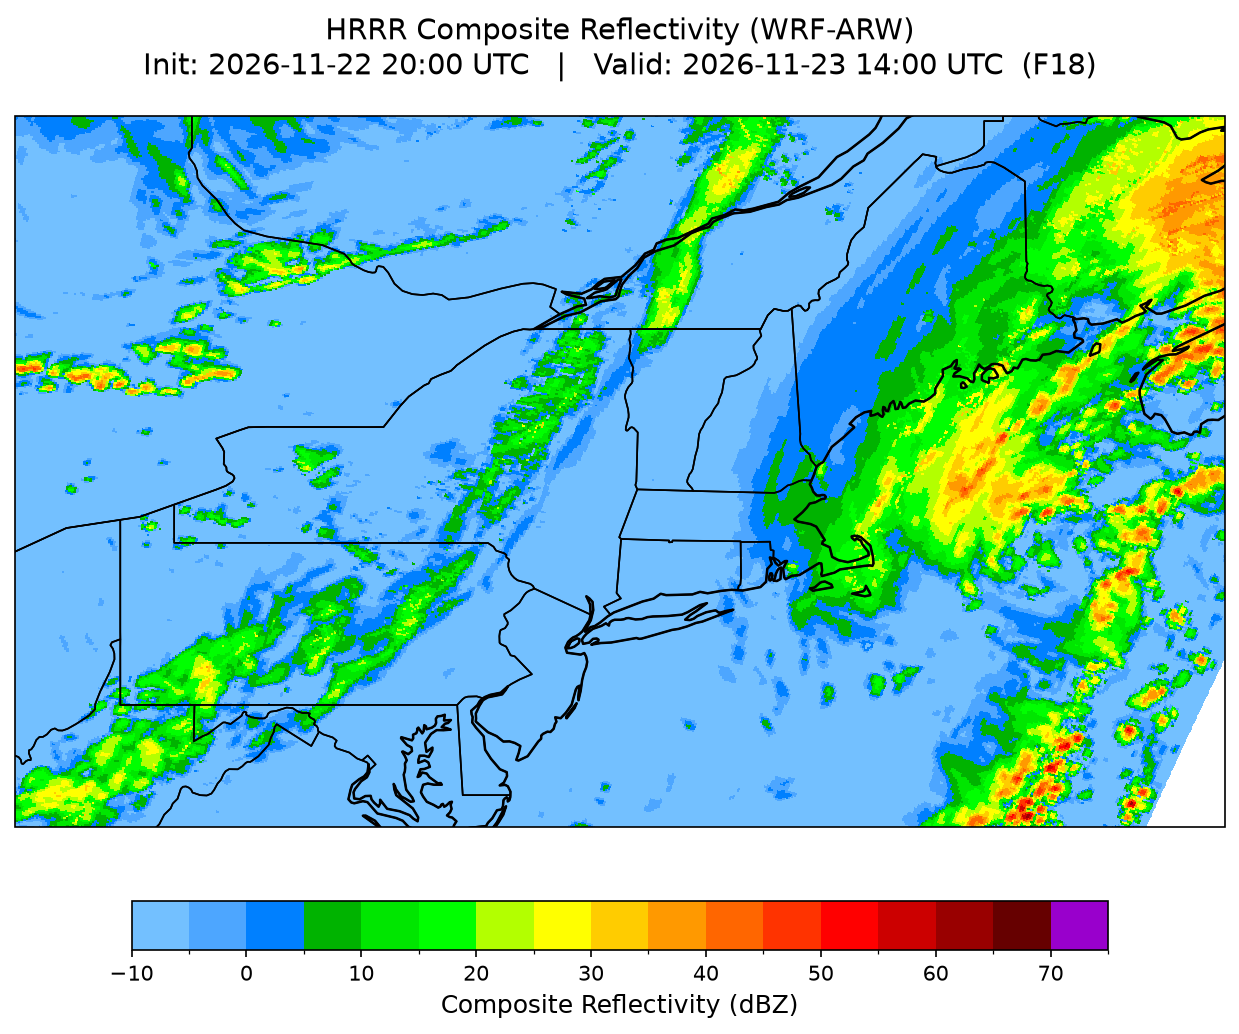 HRRR Composite Reflectivity (WRF-ARW)
Init: 2026-11-22 20:00 UTC | Valid: 2026-11-23 14:00 UTC (F18)
−10 0 10 20 30 40 50 60 70
Composite Reflectivity (dBZ)